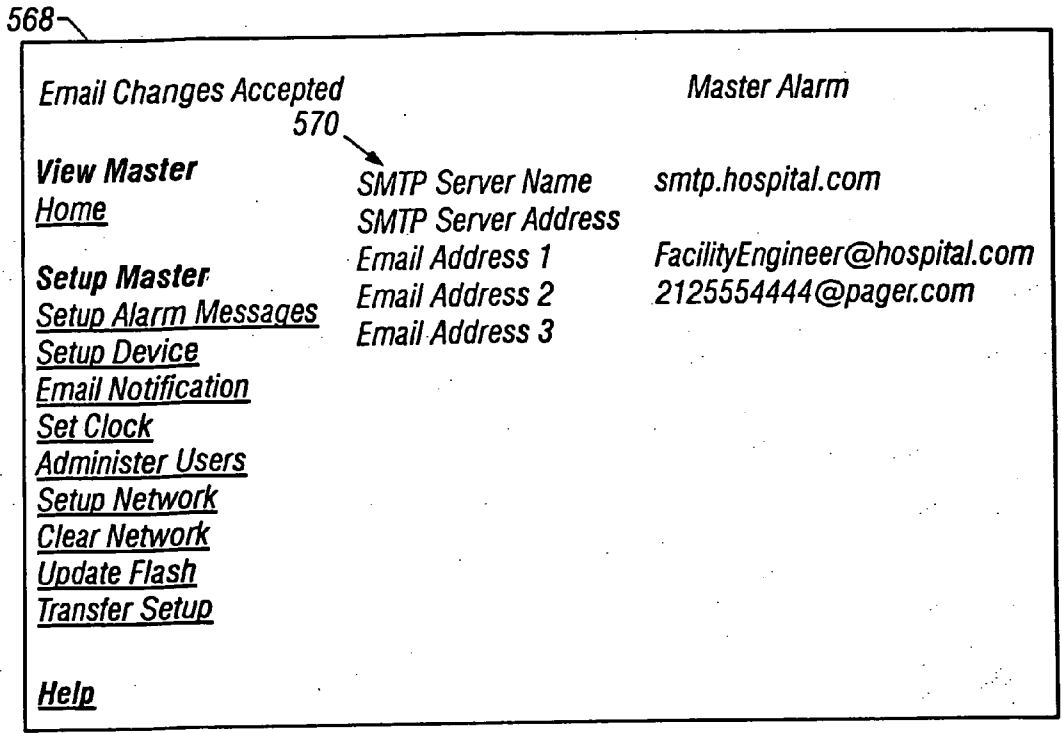 568
Email Changes Accepted Master Alarm
570
View Master
Home
SMTP Server Name smtp.hospital.com
SMTP Server Address
Email Address 1 FacilityEngineer@hospital.com
Email Address 2 2125554444@pager.com
Email Address 3
Setup Master
Setup Alarm Messages
Setup Device
Email Notification
Set Clock
Administer Users
Setup Network
Clear Network
Update Flash
Transfer Setup
Help